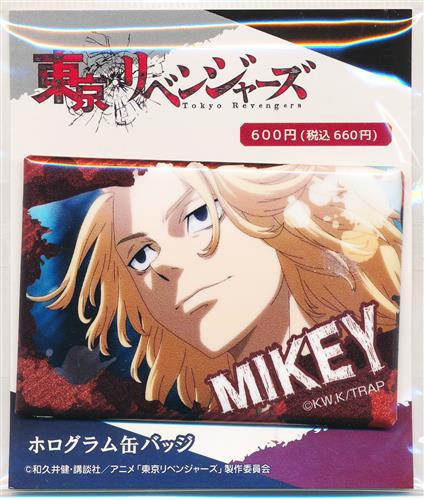 東京リベンジャーズ
Tokyo Revengers
600円(税込 660円)
MIKEY
©KW,K/TRAP
ホログラム缶バッジ
©和久井健・講談社／アニメ「東京リベンジャーズ」製作委員会